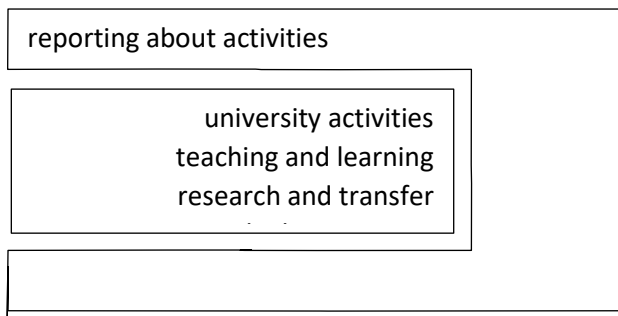 reporting about activities
university activities
teaching and learning
research and transfer